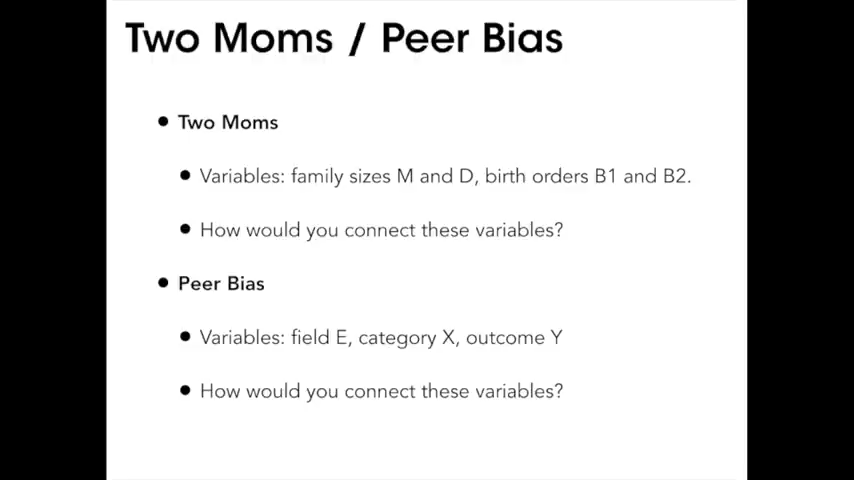 Two Moms / Peer Bias
• Two Moms
• Variables: family sizes M and D, birth orders B1 and B2.
• How would you connect these variables?
• Peer Bias
• Variables: field E, category X, outcome Y
• How would you connect these variables?